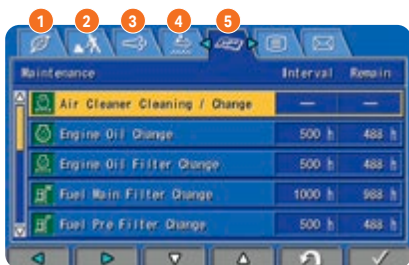 1 2 3 4 5
Maintenance Interval Remain
Air Cleaner Cleaning / Change — —
Engine Oil Change 500 h 488 h
Engine Oil Filter Change 500 h 488 h
Fuel Main Filter Change 1000 h 988 h
Fuel Pre Filter Change 500 h 488 h